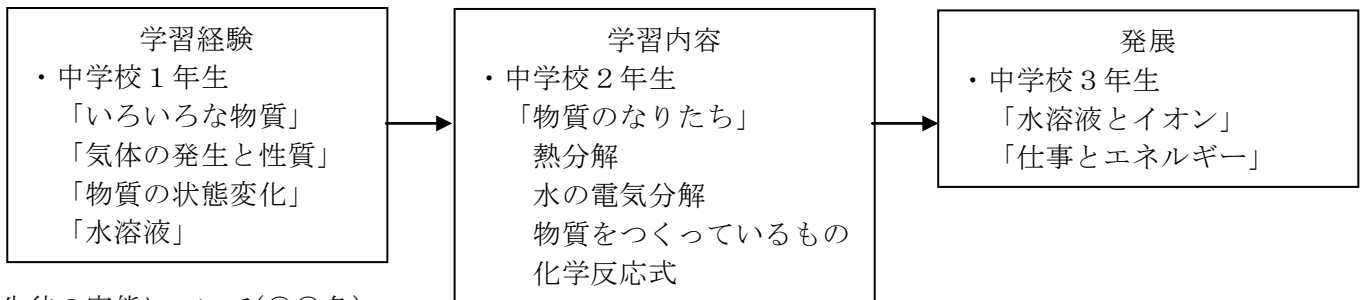 学習経験
・中学校１年生
「いろいろな物質」
「気体の発生と性質」
「物質の状態変化」
「水溶液」
学習内容
・中学校２年生
「物質のなりたち」
熱分解
水の電気分解
物質をつくっているもの
化学反応式
発展
・中学校３年生
「水溶液とイオン」
「仕事とエネルギー」